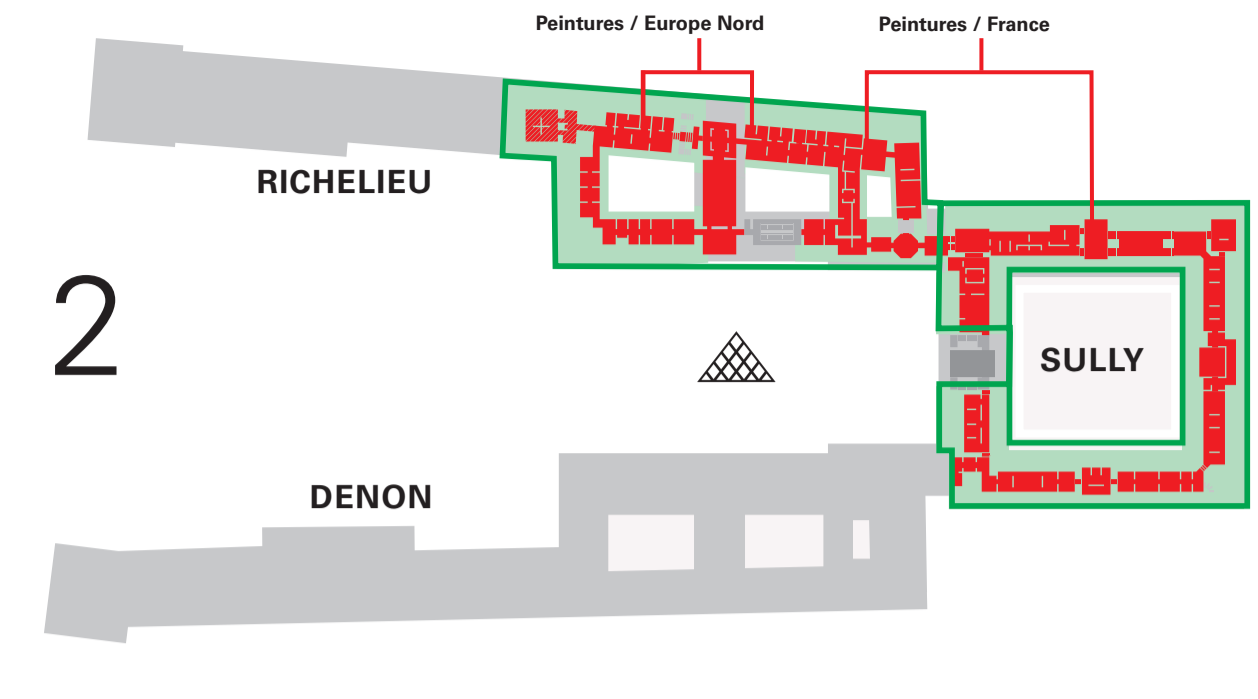 Peintures / Europe Nord
Peintures / France
RICHELIEU
2
SULLY
DENON